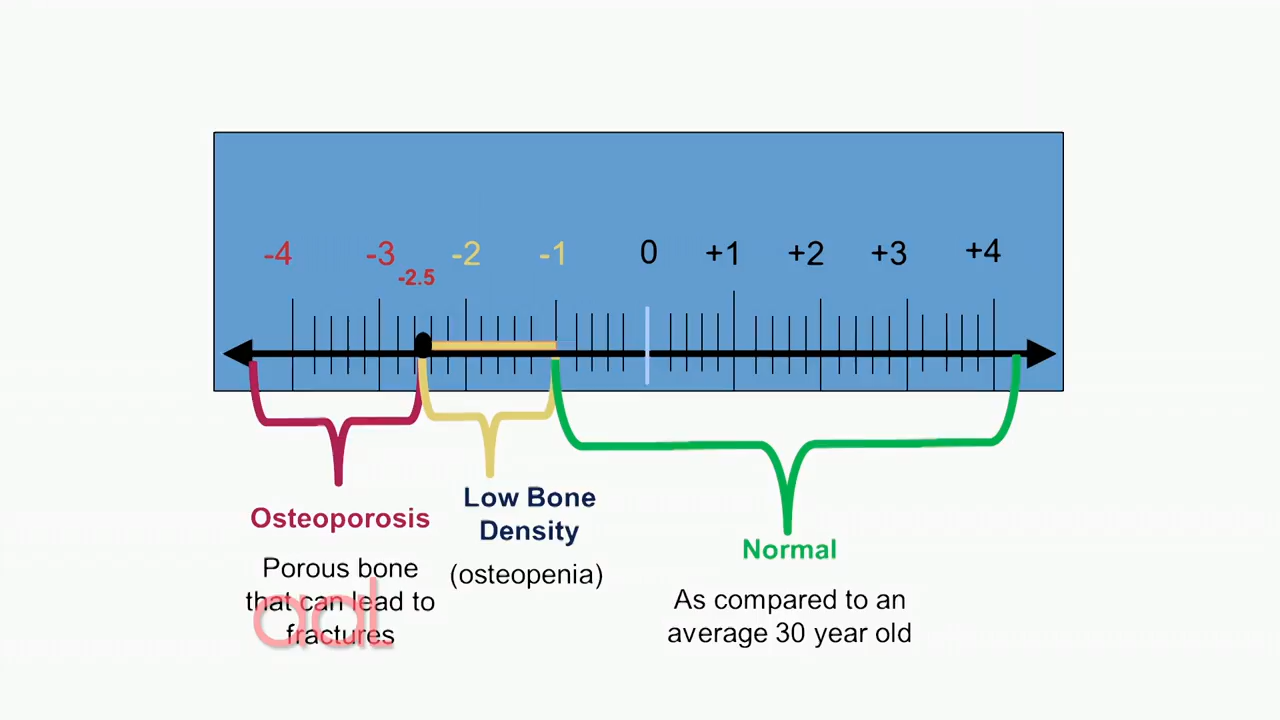 -4 -3 -2 -1 0 +1 +2 +3 +4
-2.5
Osteoporosis
Porous bone
that can lead to
fractures
Low Bone
Density
(osteopenia)
Normal
As compared to an
average 30 year old
aal